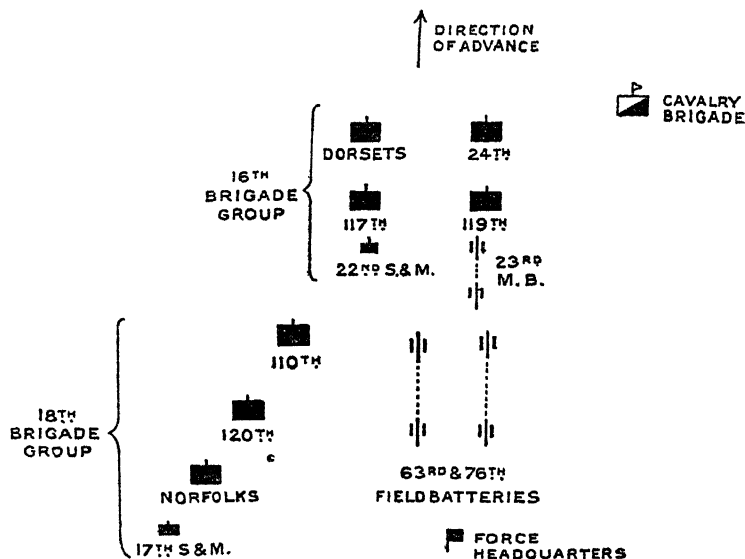 DIRECTION
OF ADVANCE
CAVALRY
BRIGADE
DORSETS
24TH
16TH
BRIGADE
GROUP
117TH
119TH
22ND S.&M.
23RD
M.B.
110TH
18TH
BRIGADE
GROUP
120TH
c
NORFOLKS
63RD & 76TH
FIELD BATTERIES
17TH S.&M.
FORCE
HEADQUARTERS